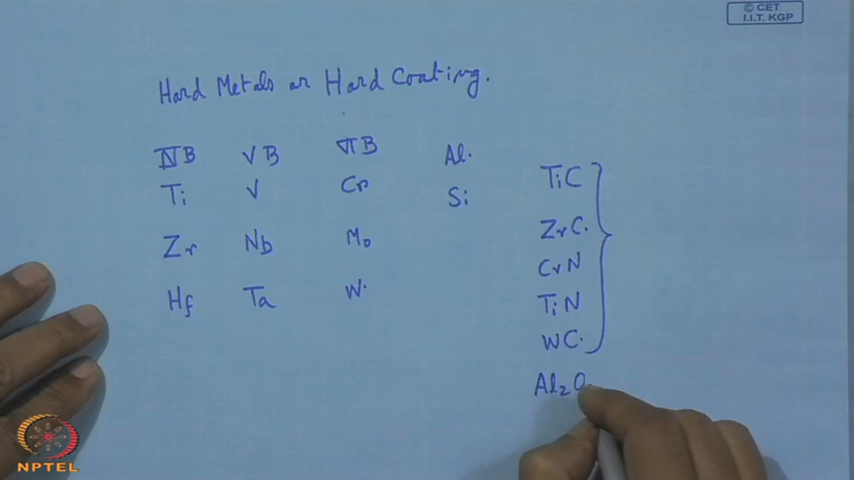 © CET
I.I.T. KGP
Hard Metals or Hard Coating.
IVB VB VIB Al.
Ti V Cr Si
Zr Nb Mo
Hf Ta W.
TiC
ZrC.
CrN
TiN
WC.
Al₂O
NPTEL